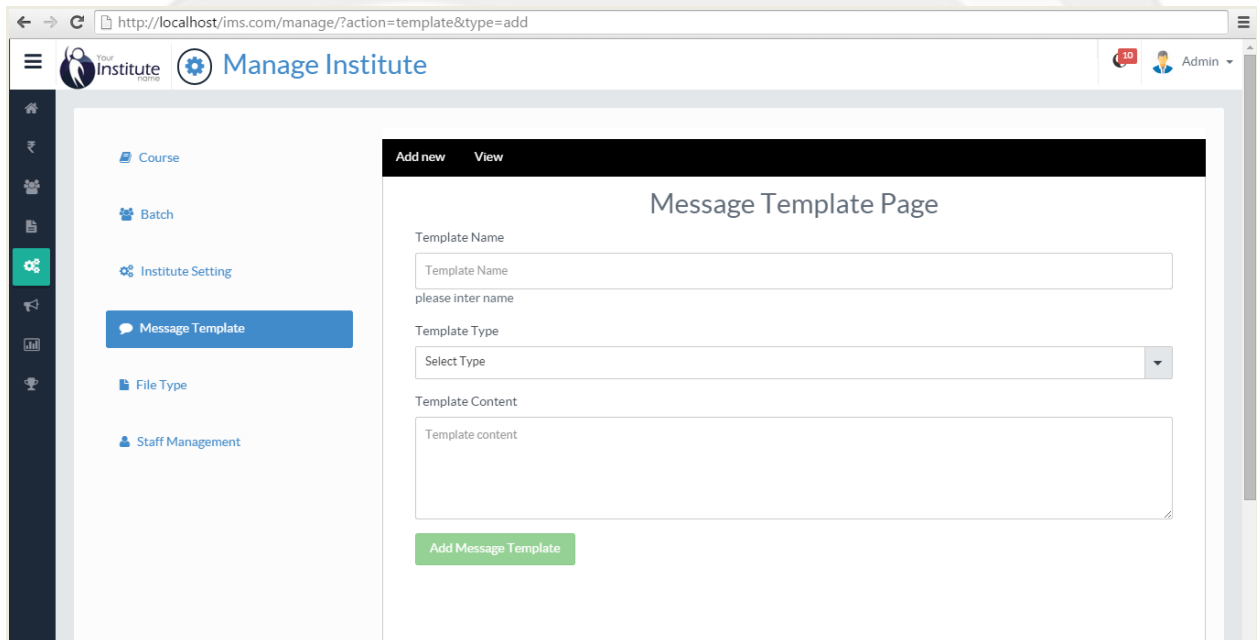 http://localhost/ims.com/manage/?action=template&type=add
Your
Institute
name
Manage Institute
10
Admin
Course
Batch
Institute Setting
Message Template
File Type
Staff Management
Add new View
Message Template Page
Template Name
Template Name
please inter name
Template Type
Select Type
Template Content
Template content
Add Message Template